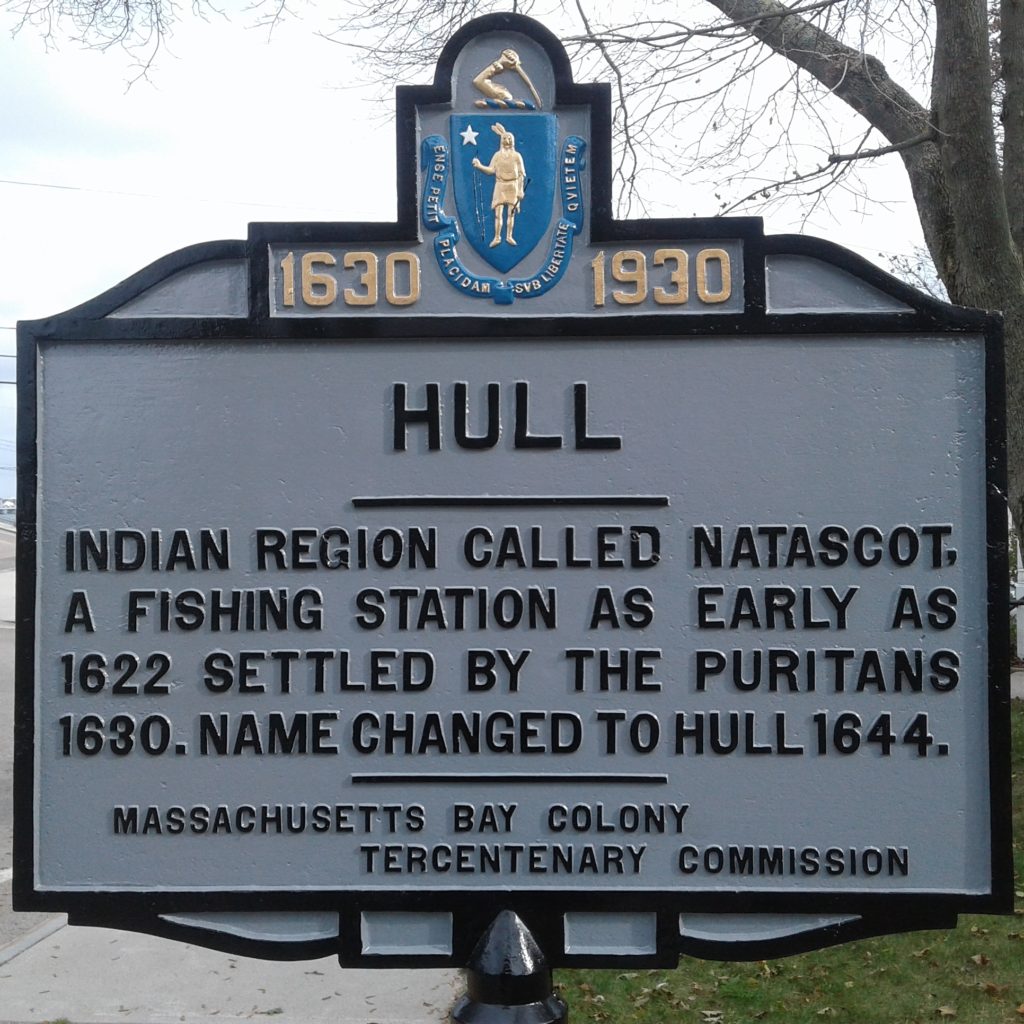 ENSE PETIT PLACIDAM SVB LIBERTATE QVIETEM
1630 1930
HULL
INDIAN REGION CALLED NATASCOT,
A FISHING STATION AS EARLY AS
1622 SETTLED BY THE PURITANS
1630. NAME CHANGED TO HULL 1644.
MASSACHUSETTS BAY COLONY
TERCENTENARY COMMISSION